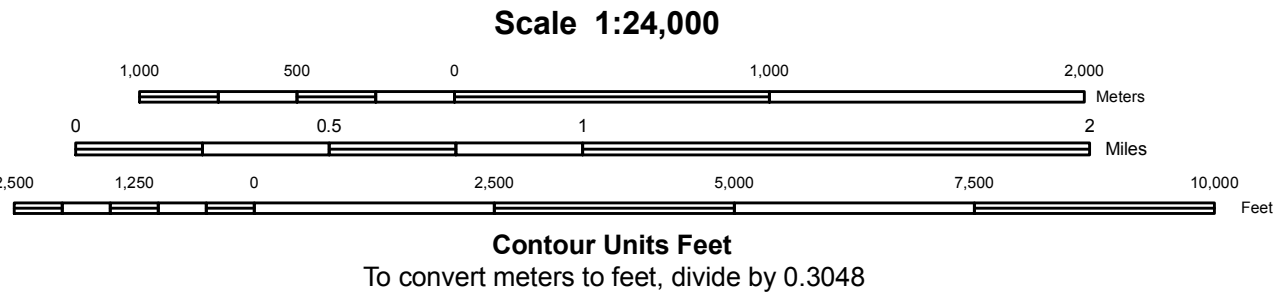 Scale 1:24,000
1,000 500 0 1,000 2,000
Meters
0 0.5 1 2
Miles
2,500 1,250 0 2,500 5,000 7,500 10,000
Feet
Contour Units Feet
To convert meters to feet, divide by 0.3048